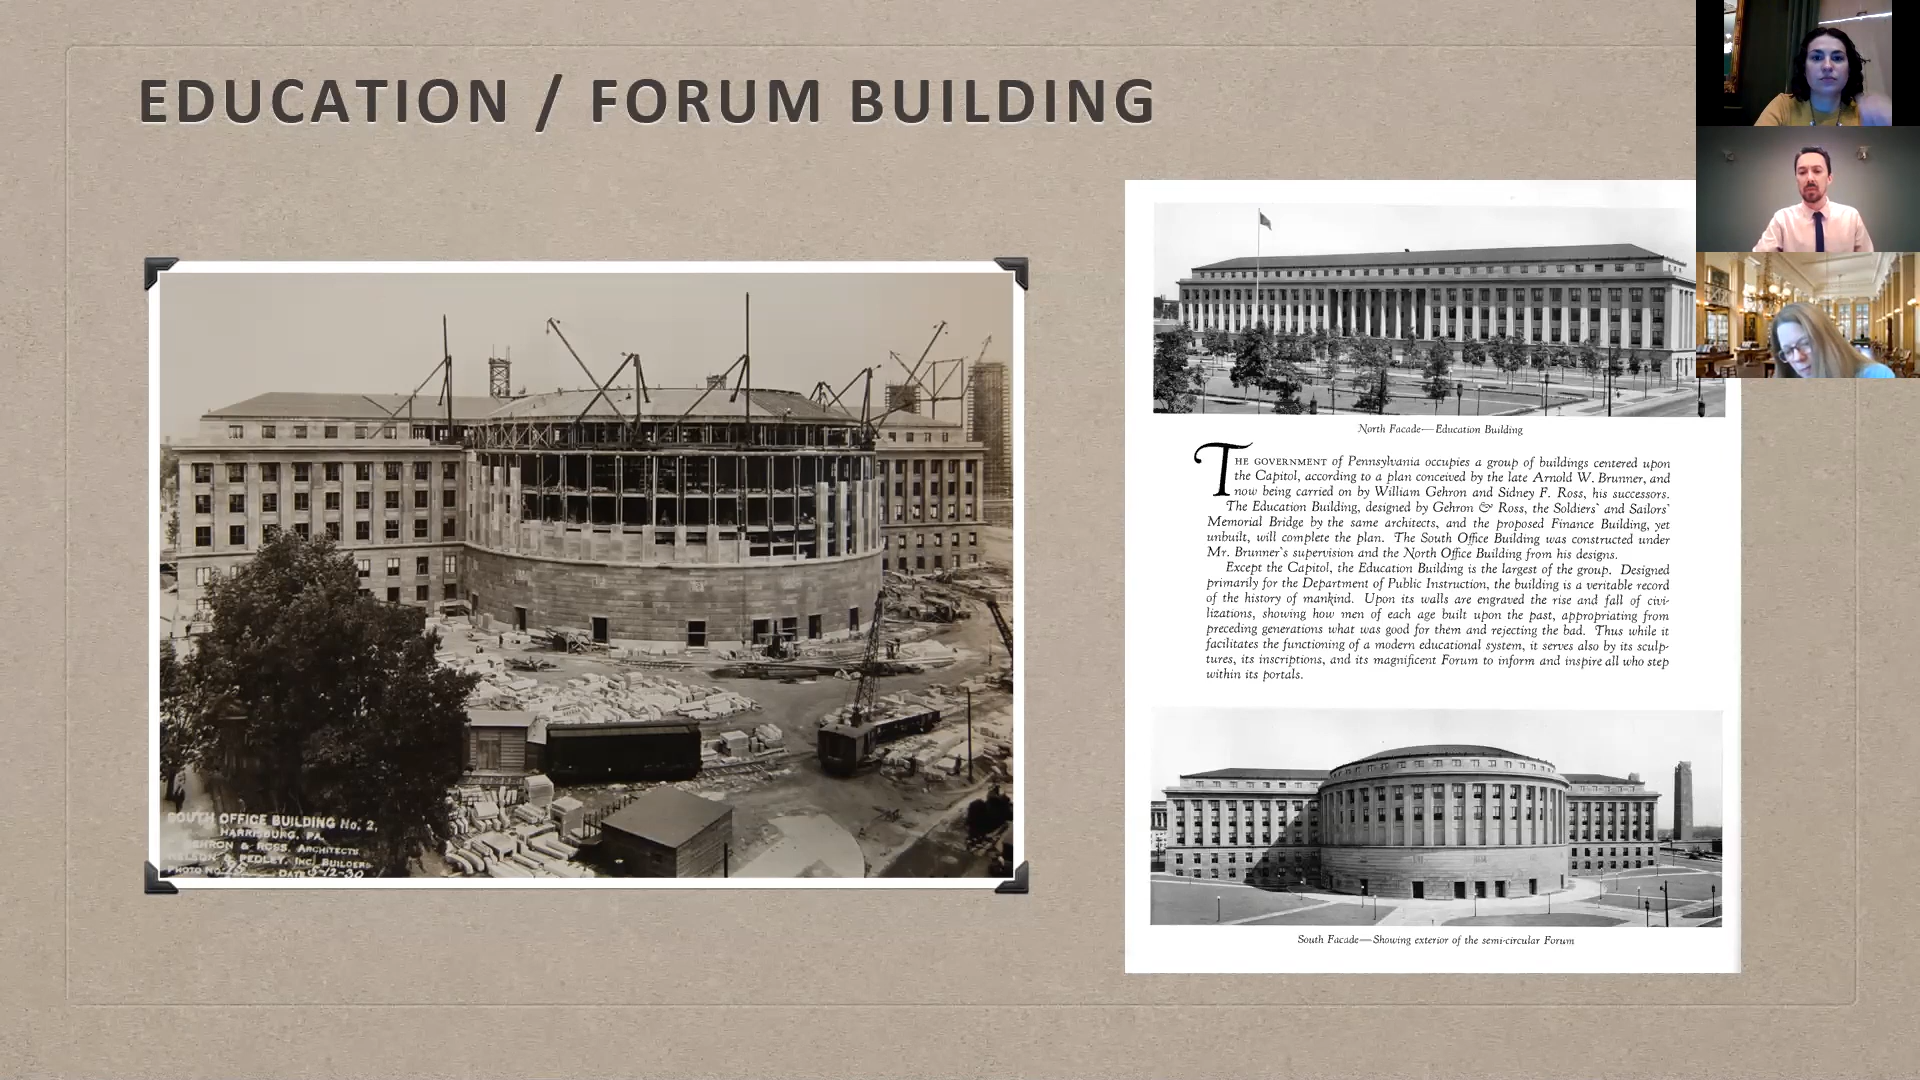 EDUCATION / FORUM BUILDING
SOUTH OFFICE BUILDING No. 2,
HARRISBURG, PA.
GEHRON & ROSS, ARCHITECTS
NELSON & PEDLEY, INC. BUILDERS
PHOTO No. DATE 5-12-30
North Facade—Education Building
THE GOVERNMENT of Pennsylvania occupies a group of buildings centered upon
the Capitol, according to a plan conceived by the late Arnold W. Brunner, and
now being carried on by William Gehron and Sidney F. Ross, his successors.
The Education Building, designed by Gehron & Ross, the Soldiers' and Sailors'
Memorial Bridge by the same architects, and the proposed Finance Building, yet
unbuilt, will complete the plan. The South Office Building was constructed under
Mr. Brunner's supervision and the North Office Building from his designs.
Except the Capitol, the Education Building is the largest of the group. Designed
primarily for the Department of Public Instruction, the building is a veritable record
of the history of mankind. Upon its walls are engraved the rise and fall of civi-
lizations, showing how men of each age built upon the past, appropriating from
preceding generations what was good for them and rejecting the bad. Thus while it
facilitates the functioning of a modern educational system, it serves also by its sculp-
tures, its inscriptions, and its magnificent Forum to inform and inspire all who step
within its portals.
South Facade—Showing exterior of the semi-circular Forum